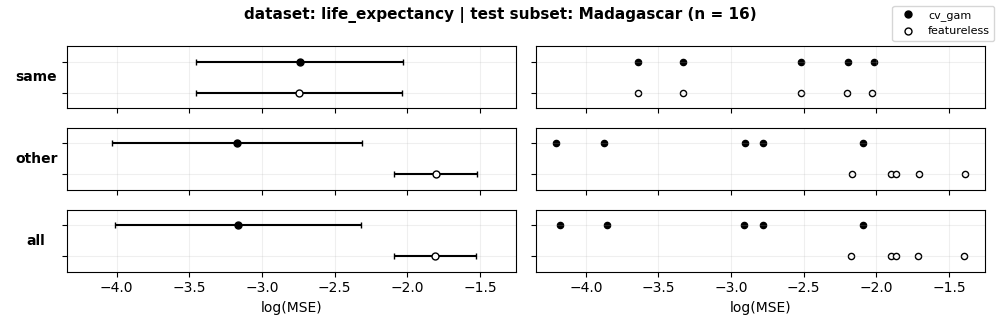 dataset: life_expectancy | test subset: Madagascar (n = 16)
cv_gam
featureless
same
other
all
−4.0 −3.5 −3.0 −2.5 −2.0 −1.5
−4.0 −3.5 −3.0 −2.5 −2.0 −1.5
log(MSE)
log(MSE)